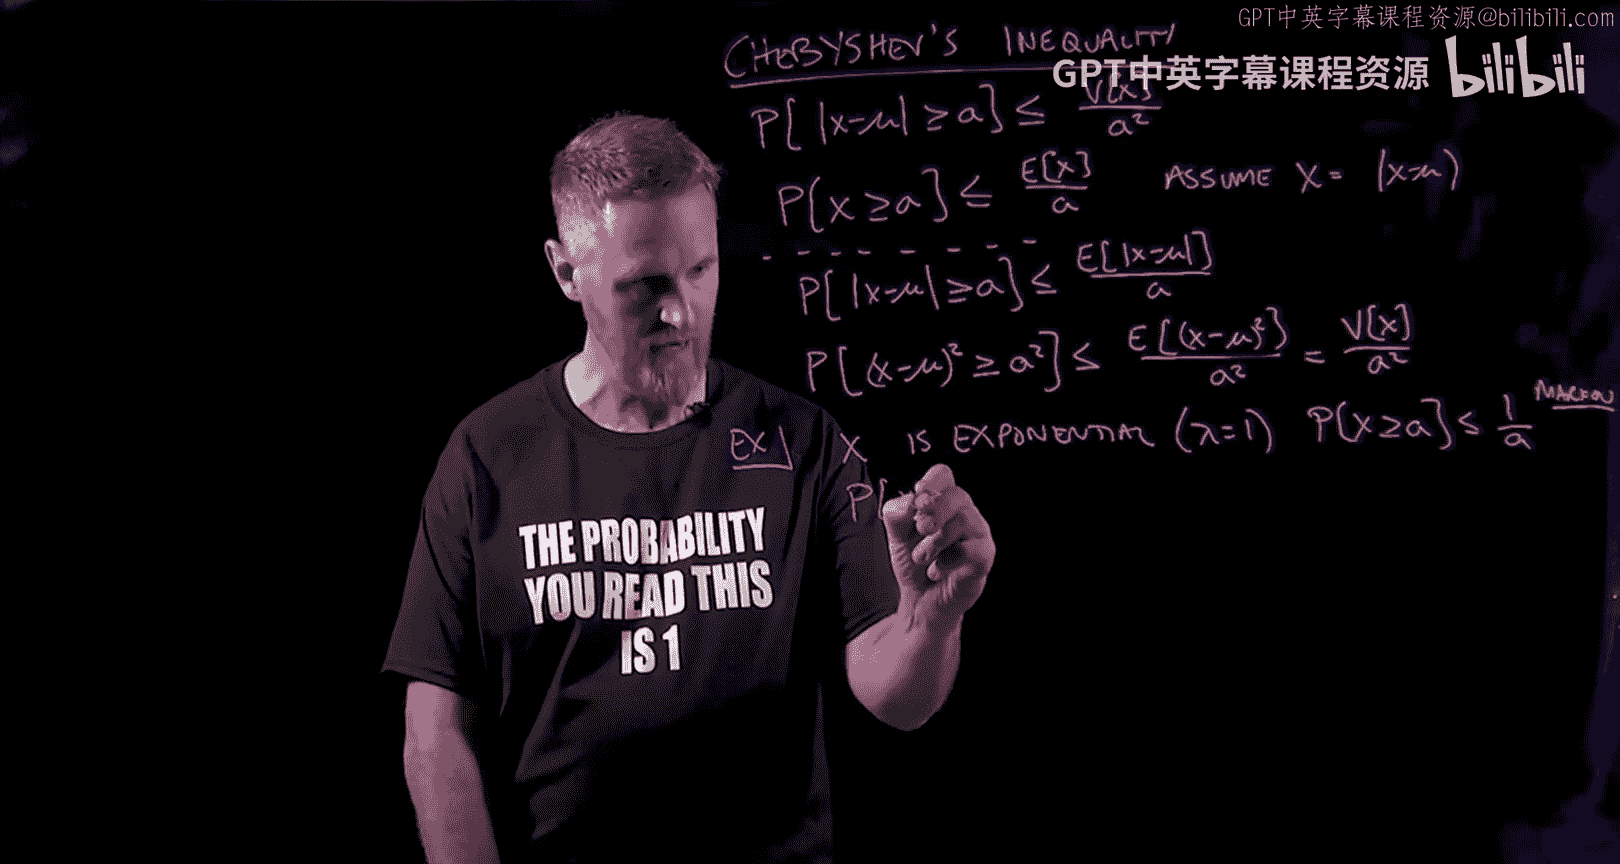 GPT中英字幕课程资源@bilibili.com
CHEBYSHEV'S INEQUALITY
GPT中英字幕课程资源 bilibili
P[|x-μ| ≥ a] ≤ V[x]/a²
P[x ≥ a] ≤ E[x]/a ASSUME X = |x-μ|
P[|x-μ| ≥ a] ≤ E[|x-μ|]/a
P[(x-μ)² ≥ a²] ≤ E[(x-μ)²]/a² = V[x]/a²
MARKOV
EX X IS EXPONENTIAL (λ=1) P[x ≥ a] ≤ 1/a
P[
THE PROBABILITY
YOU READ THIS
IS 1